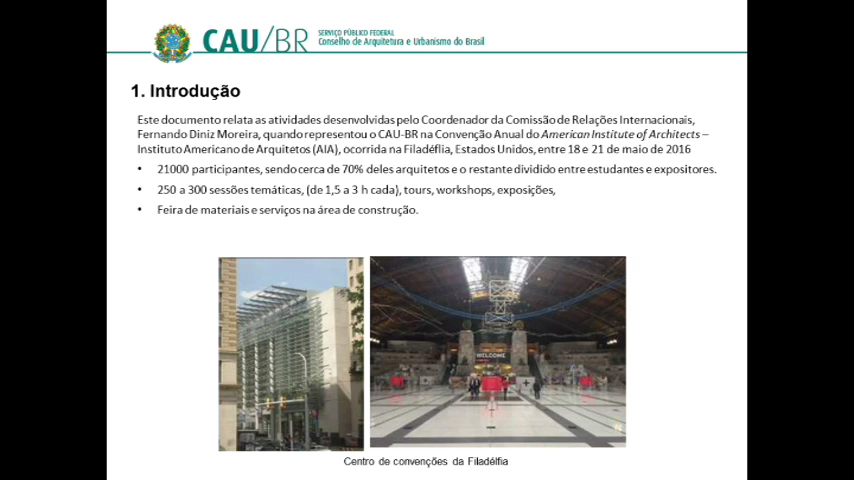 CAU/BR
SERVIÇO PÚBLICO FEDERAL
Conselho de Arquitetura e Urbanismo do Brasil
1. Introdução
Este documento relata as atividades desenvolvidas pelo Coordenador da Comissão de Relações Internacionais,
Fernando Diniz Moreira, quando representou o CAU-BR na Convenção Anual do American Institute of Architects –
Instituto Americano de Arquitetos (AIA), ocorrida na Filadéflia, Estados Unidos, entre 18 e 21 de maio de 2016
• 21000 participantes, sendo cerca de 70% deles arquitetos e o restante dividido entre estudantes e expositores.
• 250 a 300 sessões temáticas, (de 1,5 a 3 h cada), tours, workshops, exposições,
• Feira de materiais e serviços na área de construção.
WELCOME
Centro de convenções da Filadélfia